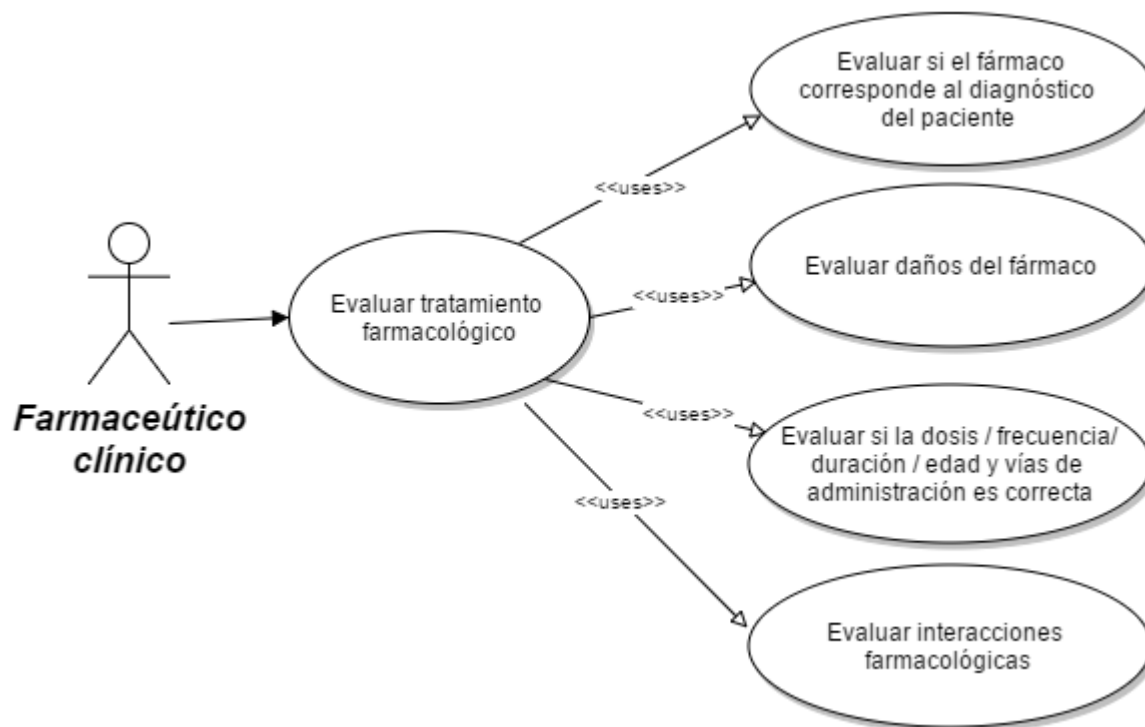 Evaluar si el fármaco
corresponde al diagnóstico
del paciente
<<uses>>
Evaluar daños del fármaco
<<uses>>
Evaluar tratamiento
farmacológico
Farmaceútico
clínico
<<uses>>
Evaluar si la dosis / frecuencia/
duración / edad y vías de
administración es correcta
<<uses>>
Evaluar interacciones
farmacológicas